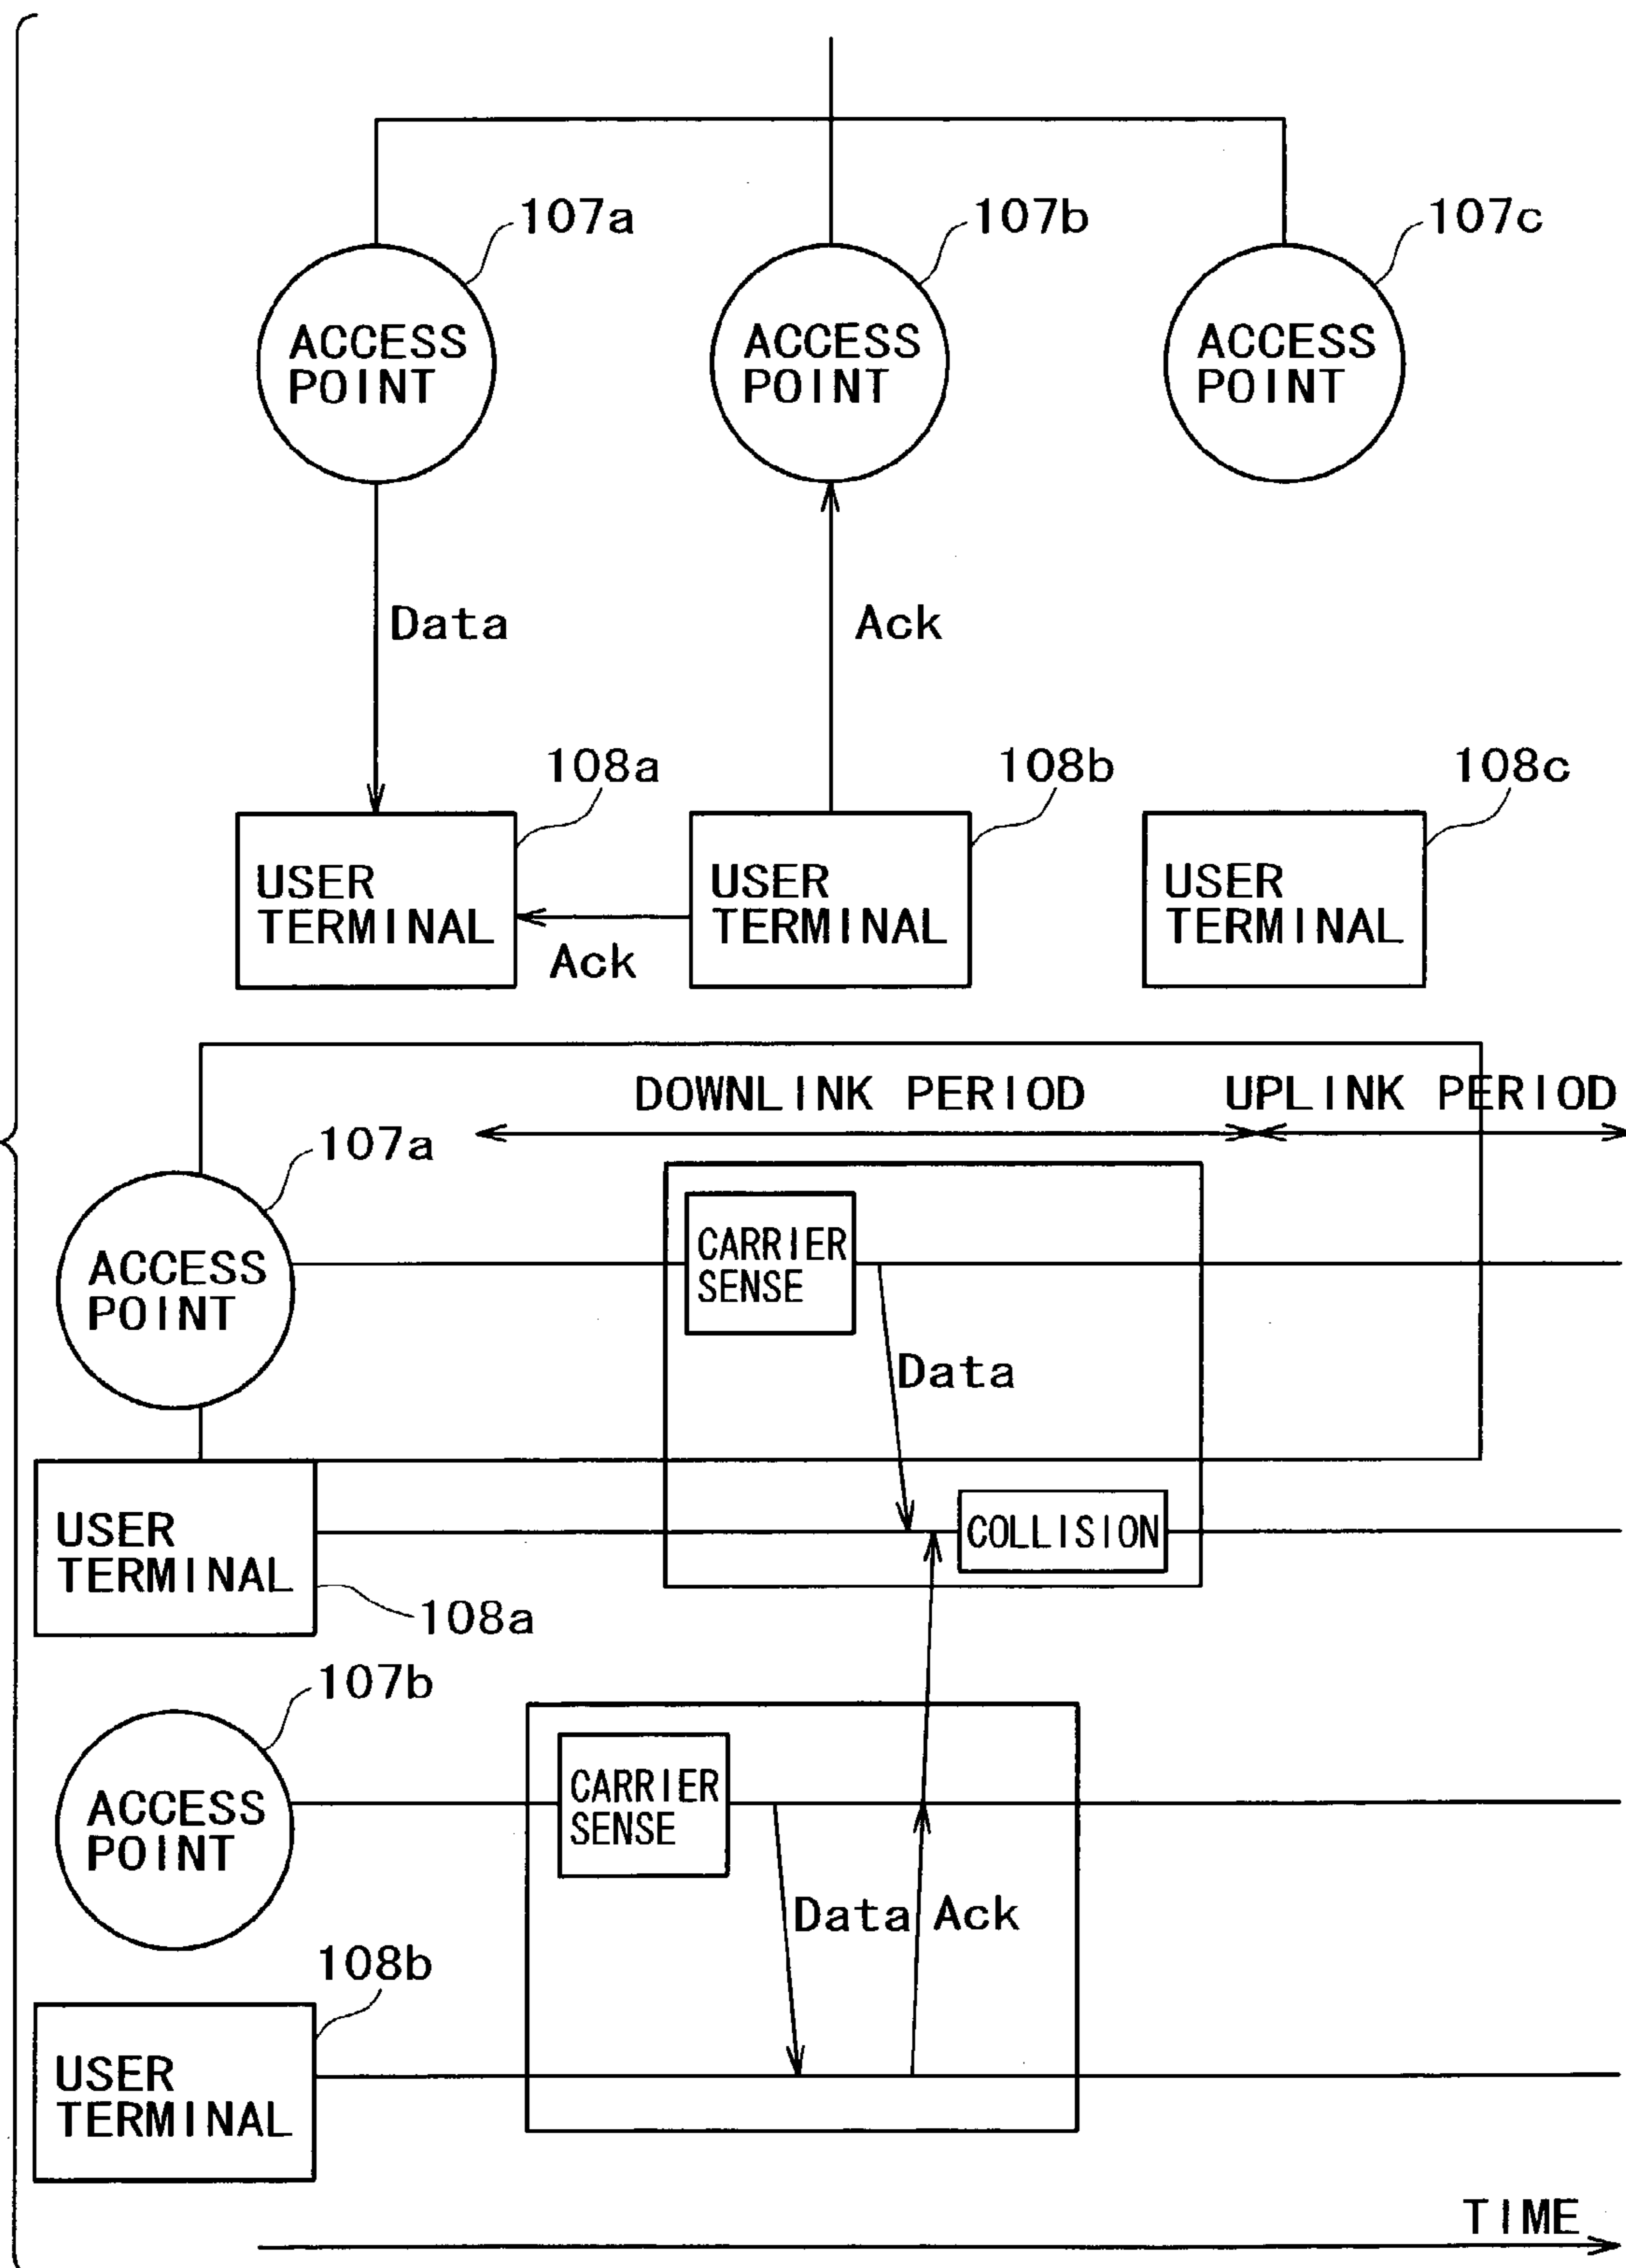 107a
107b
107c
ACCESS
POINT
ACCESS
POINT
ACCESS
POINT
Data
Ack
108a
108b
108c
USER
TERMINAL
USER
TERMINAL
USER
TERMINAL
Ack
DOWNLINK PERIOD
UPLINK PERIOD
107a
ACCESS
POINT
CARRIER
SENSE
Data
USER
TERMINAL
COLLISION
108a
107b
ACCESS
POINT
CARRIER
SENSE
Data
Ack
108b
USER
TERMINAL
TIME